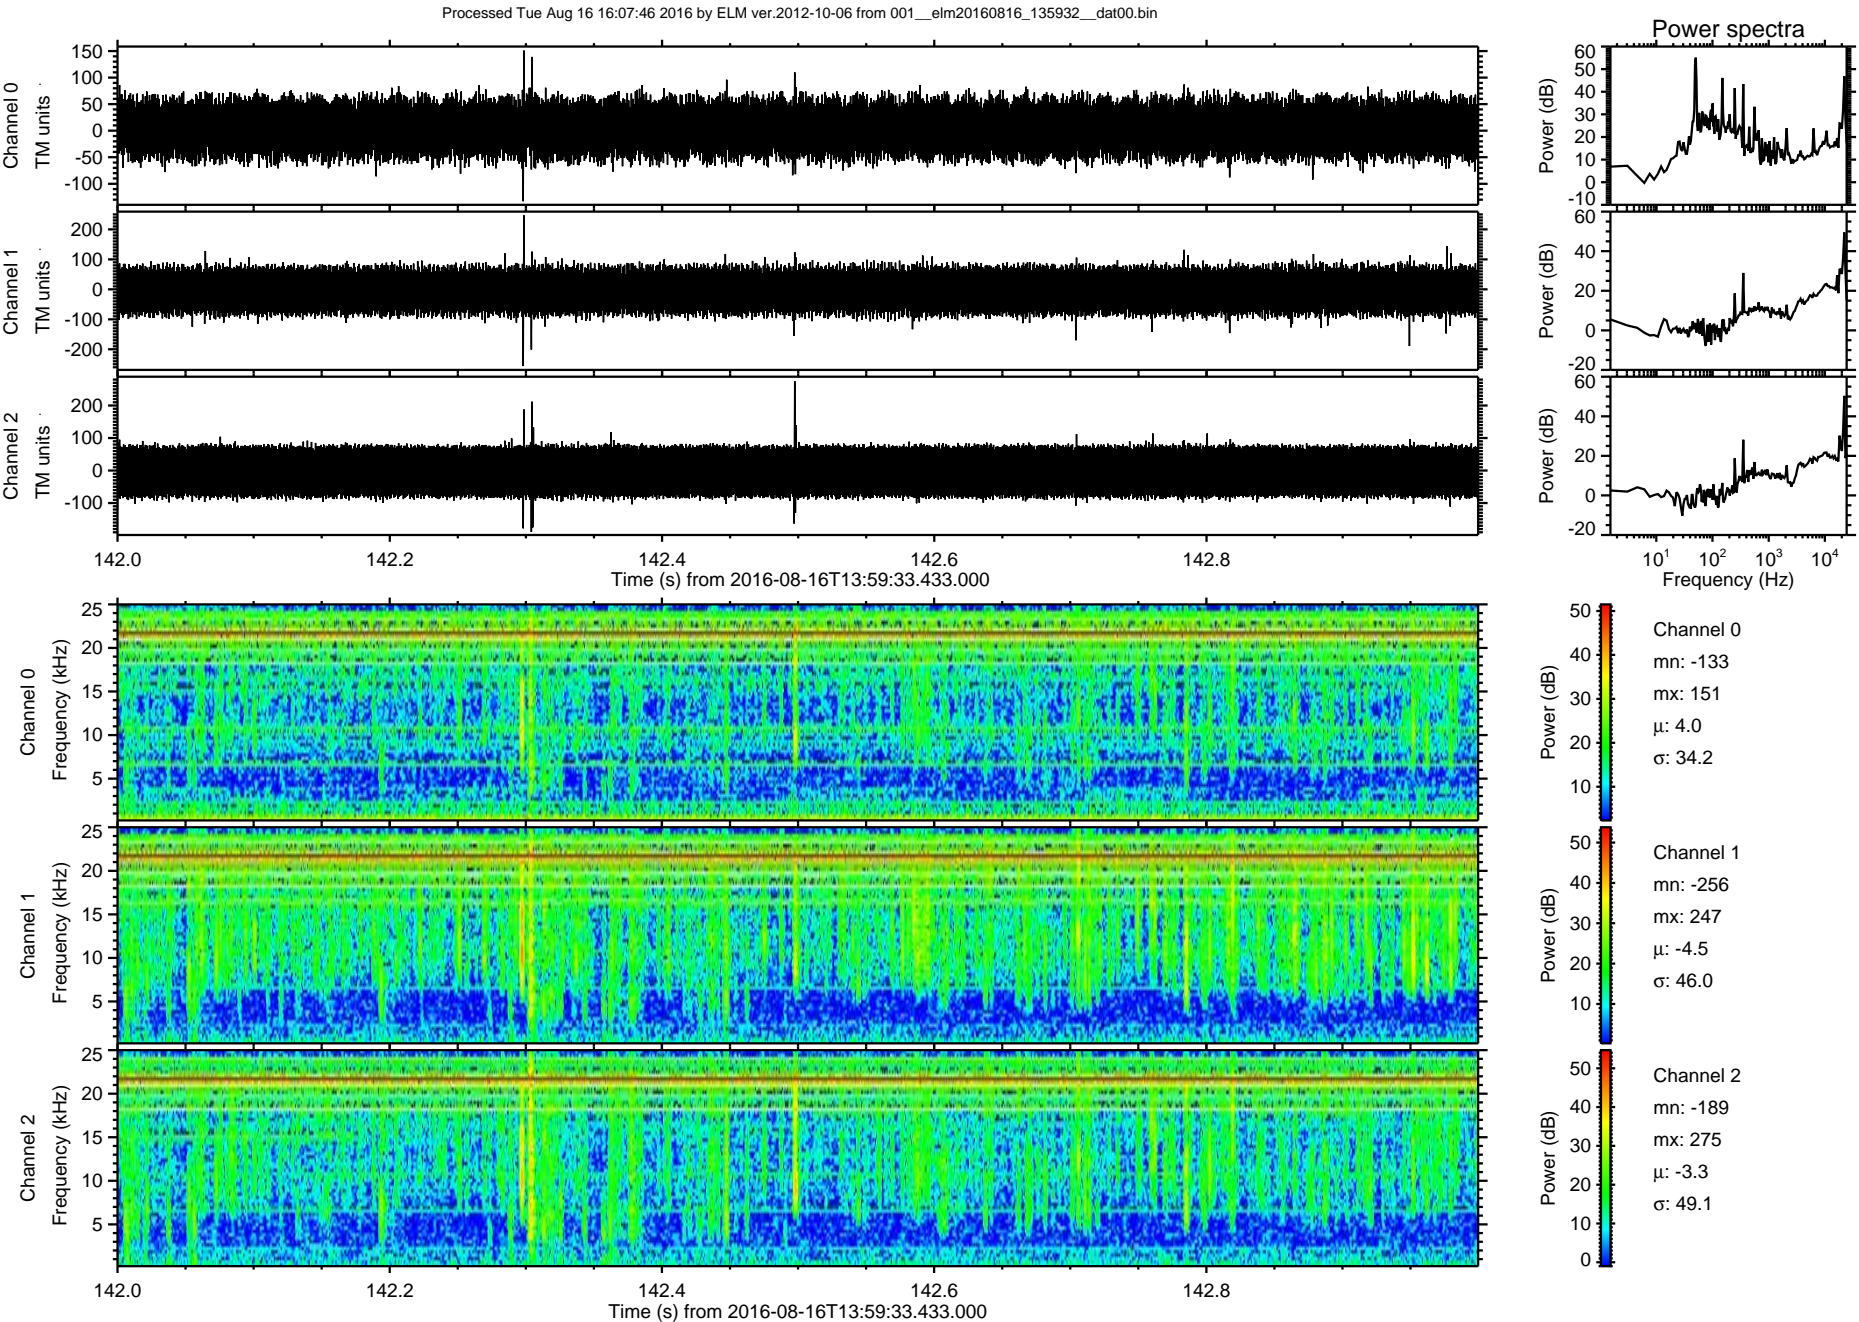 Processed Tue Aug 16 16:07:46 2016 by ELM ver.2012-10-06 from 001__elm20160816_135932__dat00.bin
Power spectra
Channel 0
TM units
150
100
50
0
-50
-100
Power (dB)
60
50
40
30
20
10
0
-10
Channel 1
TM units
200
100
0
-100
-200
Power (dB)
60
40
20
0
-20
Channel 2
TM units
200
100
0
-100
Power (dB)
60
40
20
0
-20
142.0 142.2 142.4 142.6 142.8
Time (s) from 2016-08-16T13:59:33.433.000
10¹ 10² 10³ 10⁴
Frequency (Hz)
Channel 0
Frequency (kHz)
25
20
15
10
5
Power (dB)
50
40
30
20
10
Channel 0
mn: -133
mx: 151
μ: 4.0
σ: 34.2
Channel 1
Frequency (kHz)
25
20
15
10
5
Power (dB)
50
40
30
20
10
Channel 1
mn: -256
mx: 247
μ: -4.5
σ: 46.0
Channel 2
Frequency (kHz)
25
20
15
10
5
Power (dB)
50
40
30
20
10
0
Channel 2
mn: -189
mx: 275
μ: -3.3
σ: 49.1
142.0 142.2 142.4 142.6 142.8
Time (s) from 2016-08-16T13:59:33.433.000